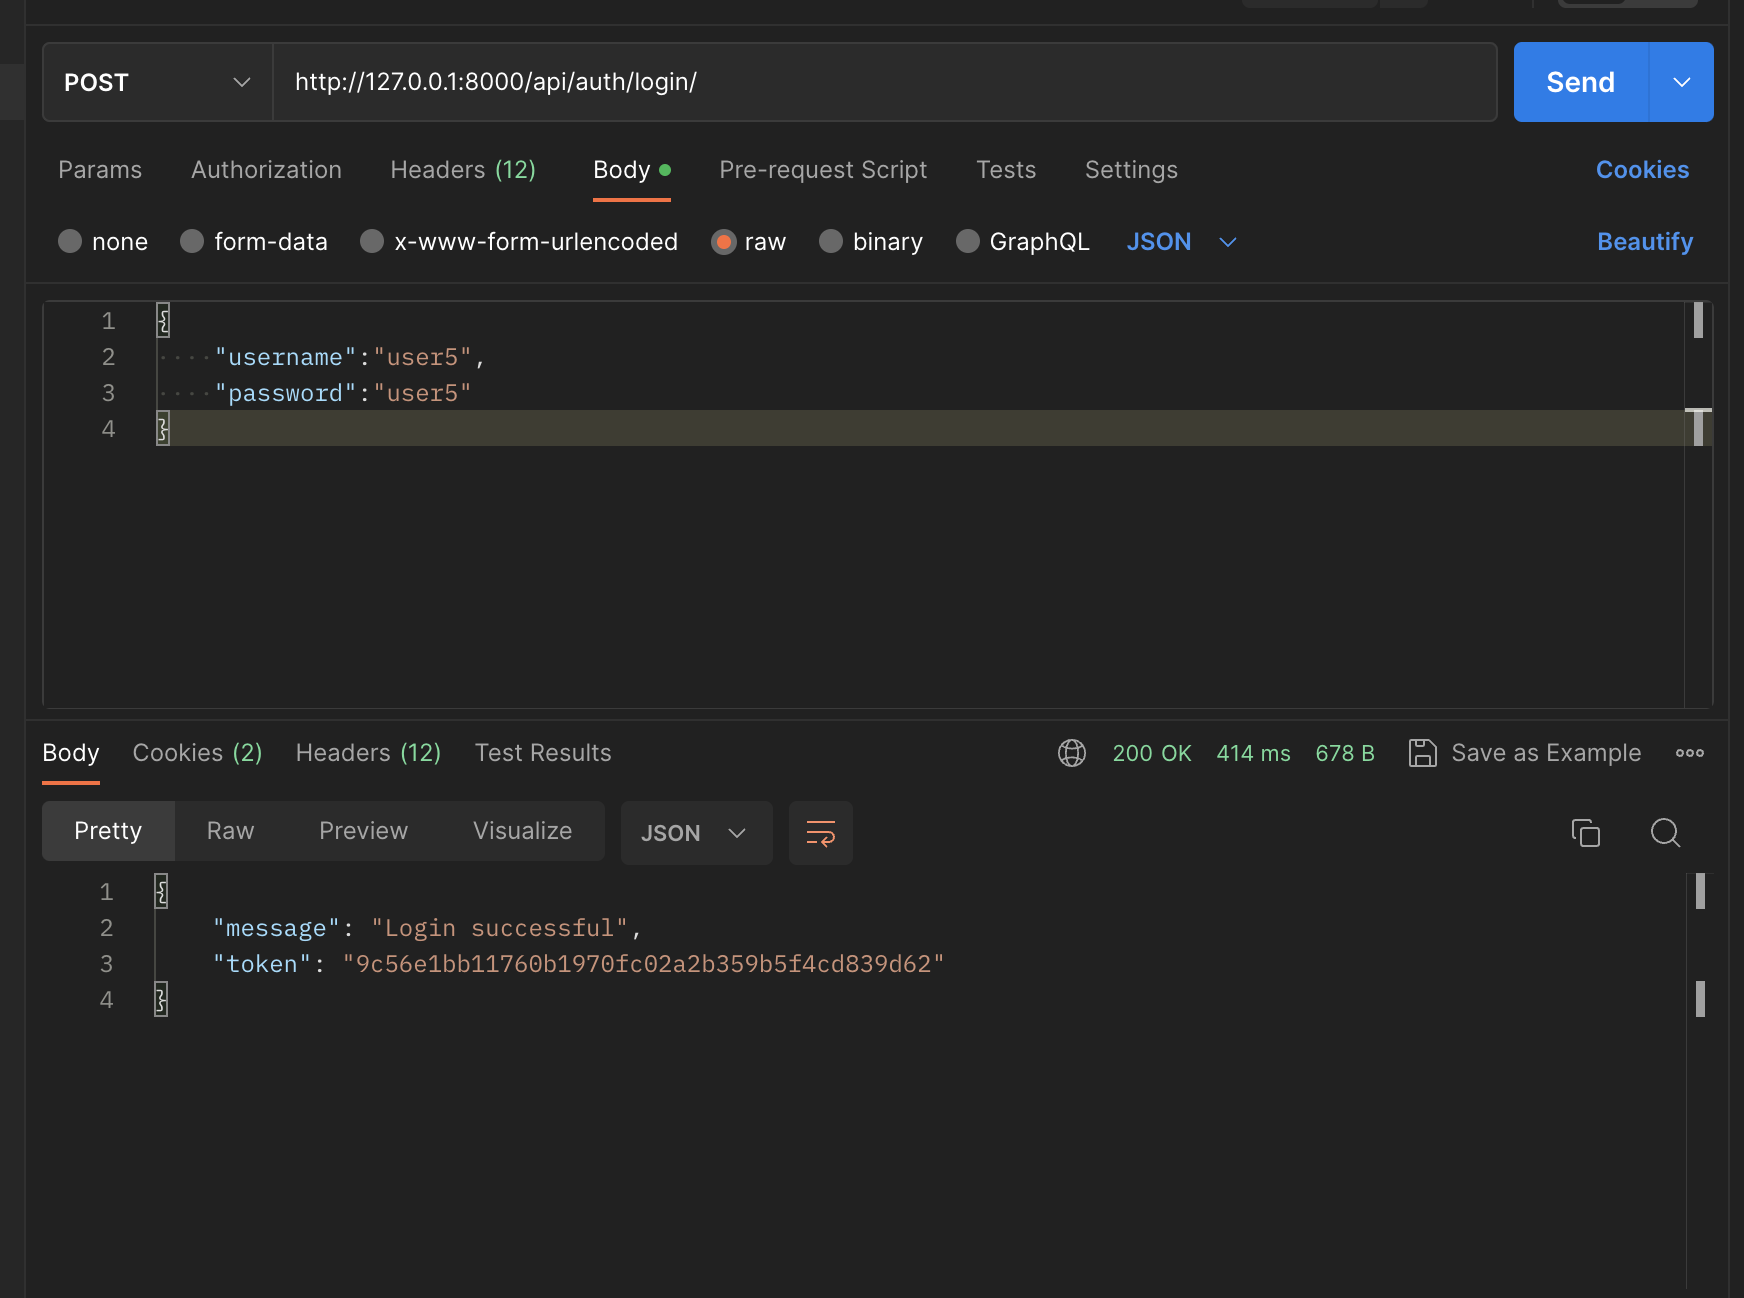 POST http://127.0.0.1:8000/api/auth/login/ Send
Params Authorization Headers (12) Body Pre-request Script Tests Settings Cookies
none form-data x-www-form-urlencoded raw binary GraphQL JSON Beautify
1 {
2 ····"username":"user5",
3 ····"password":"user5"
4 }
Body Cookies (2) Headers (12) Test Results 200 OK 414 ms 678 B Save as Example
Pretty Raw Preview Visualize JSON
1 {
2 "message": "Login successful",
3 "token": "9c56e1bb11760b1970fc02a2b359b5f4cd839d62"
4 }